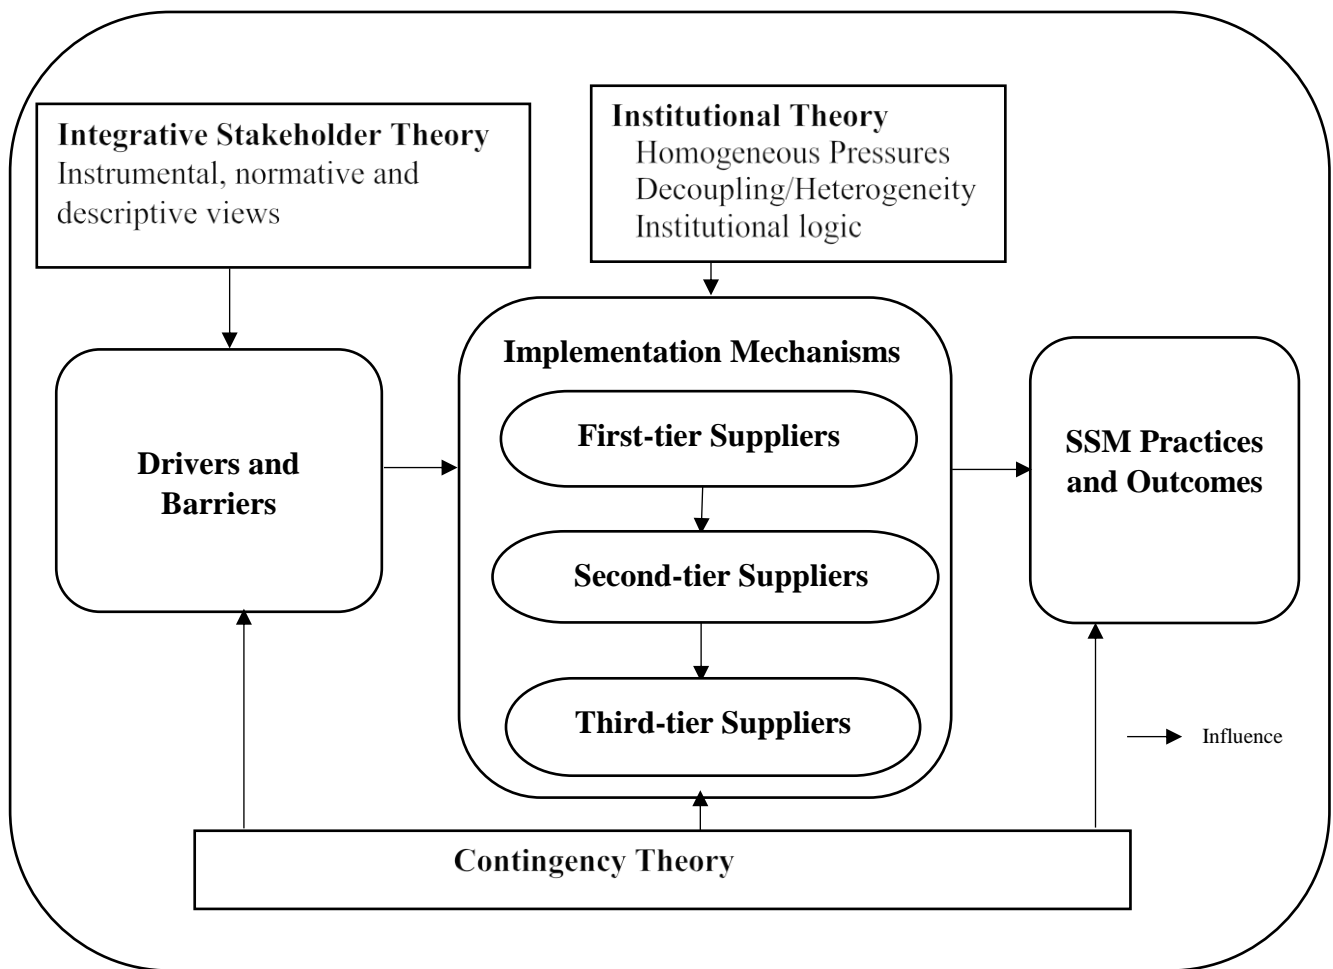 Integrative Stakeholder Theory
Instrumental, normative and
descriptive views
Institutional Theory
Homogeneous Pressures
Decoupling/Heterogeneity
Institutional logic
Implementation Mechanisms
First-tier Suppliers
Second-tier Suppliers
Third-tier Suppliers
Drivers and
Barriers
SSM Practices
and Outcomes
Influence
Contingency Theory